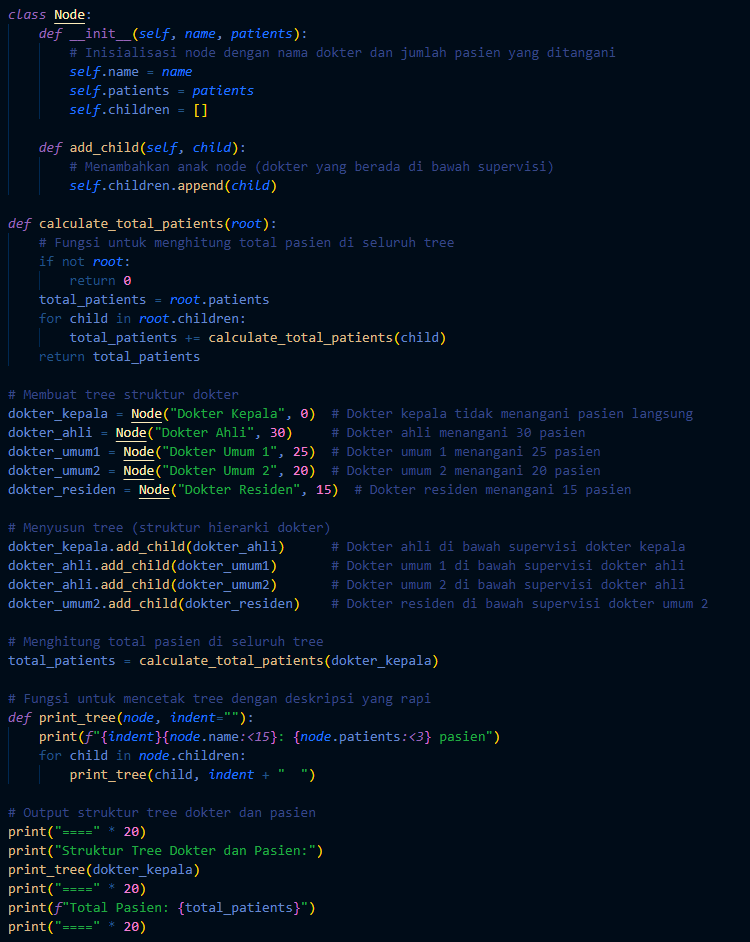 class Node:
    def __init__(self, name, patients):
        # Inisialisasi node dengan nama dokter dan jumlah pasien yang ditangani
        self.name = name
        self.patients = patients
        self.children = []
    def add_child(self, child):
        # Menambahkan anak node (dokter yang berada di bawah supervisi)
        self.children.append(child)
def calculate_total_patients(root):
    # Fungsi untuk menghitung total pasien di seluruh tree
    if not root:
        return 0
    total_patients = root.patients
    for child in root.children:
        total_patients += calculate_total_patients(child)
    return total_patients
# Membuat tree struktur dokter
dokter_kepala = Node("Dokter Kepala", 0)  # Dokter kepala tidak menangani pasien langsung
dokter_ahli = Node("Dokter Ahli", 30)     # Dokter ahli menangani 30 pasien
dokter_umum1 = Node("Dokter Umum 1", 25)  # Dokter umum 1 menangani 25 pasien
dokter_umum2 = Node("Dokter Umum 2", 20)  # Dokter umum 2 menangani 20 pasien
dokter_residen = Node("Dokter Residen", 15)  # Dokter residen menangani 15 pasien
# Menyusun tree (struktur hierarki dokter)
dokter_kepala.add_child(dokter_ahli)      # Dokter ahli di bawah supervisi dokter kepala
dokter_ahli.add_child(dokter_umum1)       # Dokter umum 1 di bawah supervisi dokter ahli
dokter_ahli.add_child(dokter_umum2)       # Dokter umum 2 di bawah supervisi dokter ahli
dokter_umum2.add_child(dokter_residen)    # Dokter residen di bawah supervisi dokter umum 2
# Menghitung total pasien di seluruh tree
total_patients = calculate_total_patients(dokter_kepala)
# Fungsi untuk mencetak tree dengan deskripsi yang rapi
def print_tree(node, indent=""):
    print(f"{indent}{node.name:<15}: {node.patients:<3} pasien")
    for child in node.children:
        print_tree(child, indent + "  ")
# Output struktur tree dokter dan pasien
print("====" * 20)
print("Struktur Tree Dokter dan Pasien:")
print_tree(dokter_kepala)
print("====" * 20)
print(f"Total Pasien: {total_patients}")
print("====" * 20)